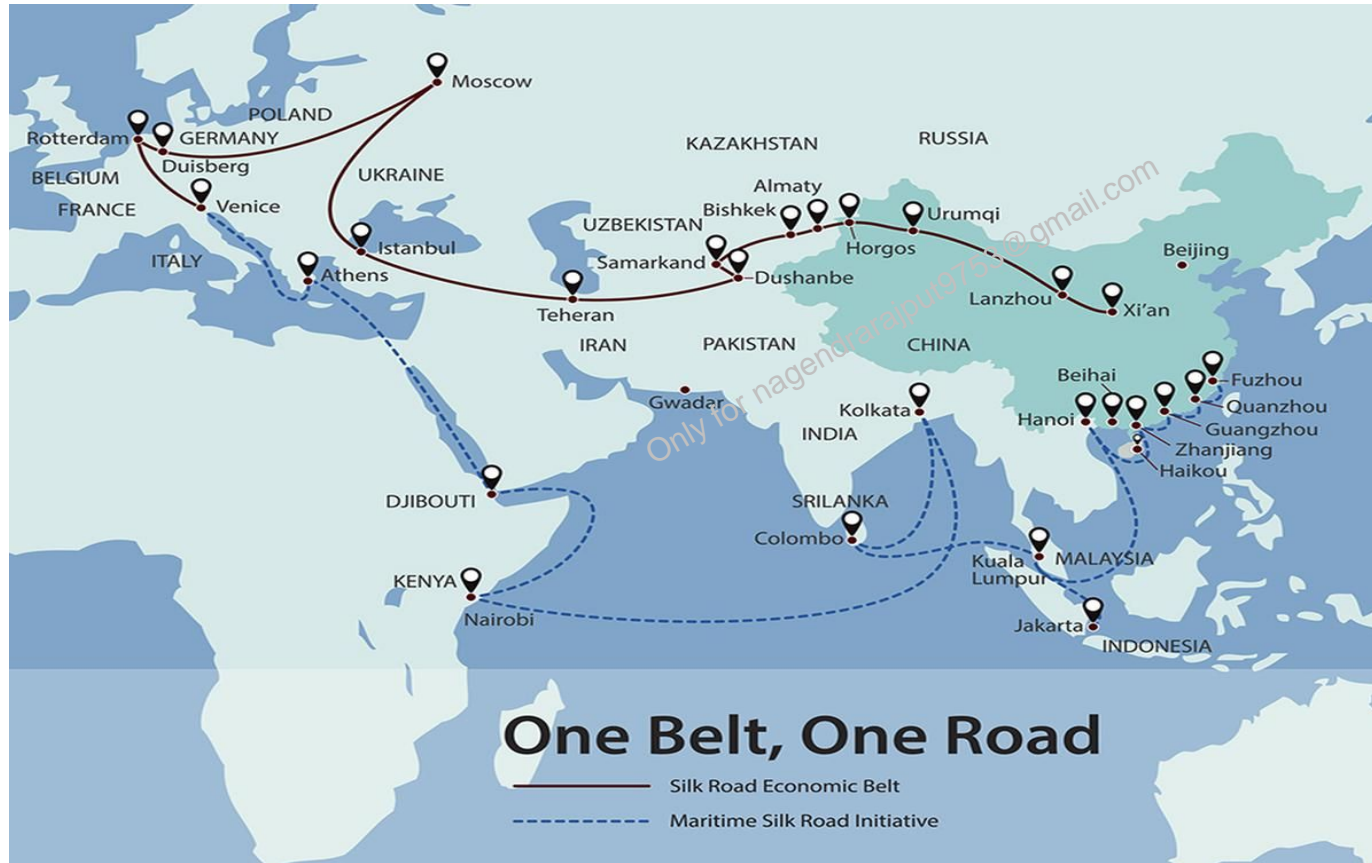 Moscow
POLAND
Rotterdam
GERMANY
Duisberg
BELGIUM
UKRAINE
FRANCE
Venice
ITALY
Istanbul
Athens
KAZAKHSTAN
RUSSIA
Almaty
Bishkek
Urumqi
UZBEKISTAN
Horgos
Samarkand
Dushanbe
Beijing
Lanzhou
Xi'an
Teheran
IRAN
PAKISTAN
CHINA
Gwadar
Beihai
Fuzhou
Kolkata
Hanoi
Quanzhou
INDIA
Guangzhou
Zhanjiang
Haikou
DJIBOUTI
SRILANKA
Colombo
Kuala
Lumpur
MALAYSIA
KENYA
Nairobi
Jakarta
INDONESIA
Only for
One Belt, One Road
Silk Road Economic Belt
Maritime Silk Road Initiative